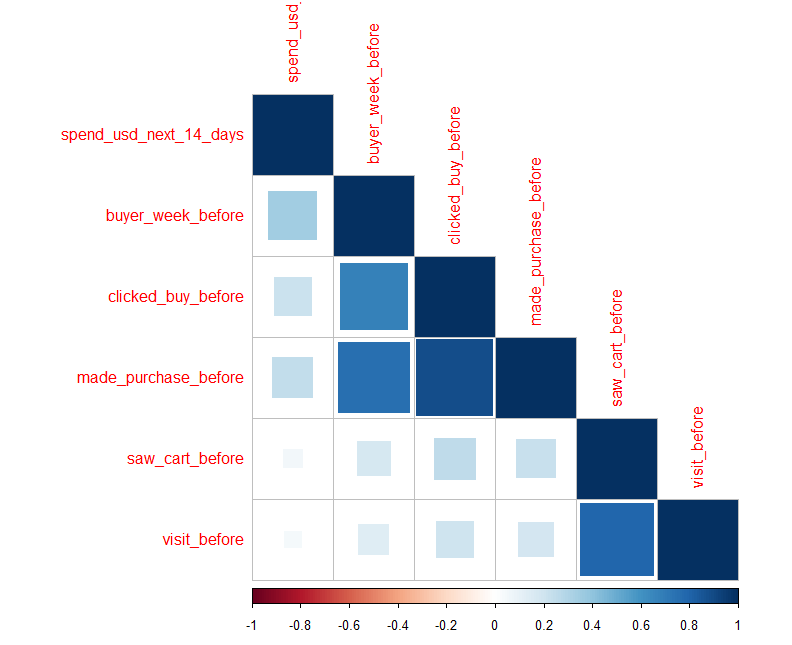 spend_usd_
buyer_week_before
clicked_buy_before
made_purchase_before
saw_cart_before
visit_before
spend_usd_next_14_days
buyer_week_before
clicked_buy_before
made_purchase_before
saw_cart_before
visit_before
-1 -0.8 -0.6 -0.4 -0.2 0 0.2 0.4 0.6 0.8 1